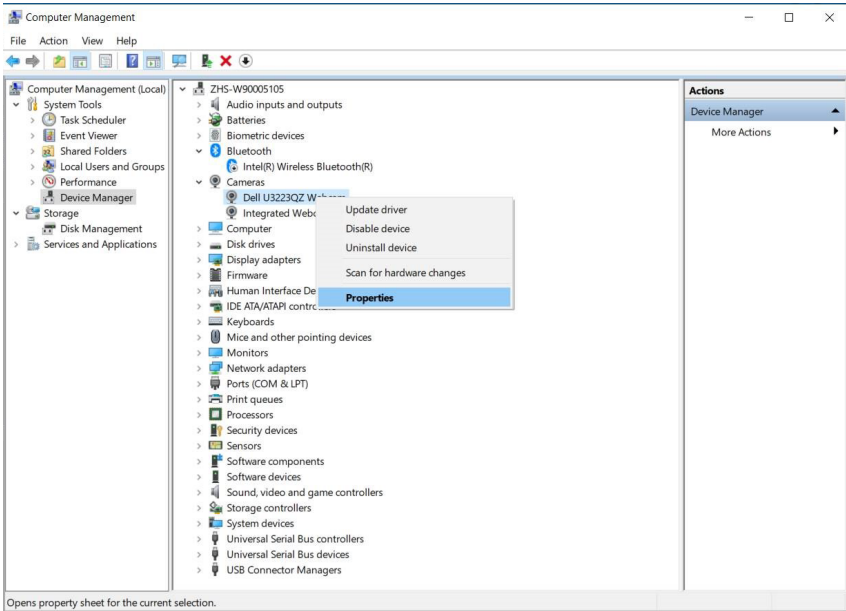 Computer Management
File Action View Help
Computer Management (Local)
System Tools
Task Scheduler
Event Viewer
Shared Folders
Local Users and Groups
Performance
Device Manager
Storage
Disk Management
Services and Applications
ZHS-W90005105
Audio inputs and outputs
Batteries
Biometric devices
Bluetooth
Intel(R) Wireless Bluetooth(R)
Cameras
Dell U3223QZ Webcam
Integrated Webc
Computer
Disk drives
Display adapters
Firmware
Human Interface De
IDE ATA/ATAPI controllers
Keyboards
Mice and other pointing devices
Monitors
Network adapters
Ports (COM & LPT)
Print queues
Processors
Security devices
Sensors
Software components
Software devices
Sound, video and game controllers
Storage controllers
System devices
Universal Serial Bus controllers
Universal Serial Bus devices
USB Connector Managers
Update driver
Disable device
Uninstall device
Scan for hardware changes
Properties
Actions
Device Manager
More Actions
Opens property sheet for the current selection.